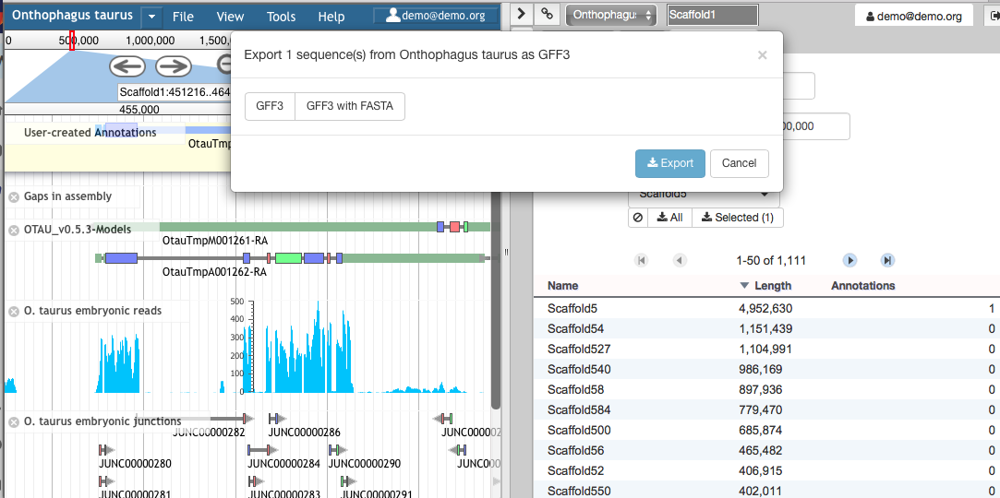 Onthophagus taurus
File
View
Tools
Help
demo@demo.org
0
500,000
1,000,000
Scaffold1:451216..464
455,000
User-created Annotations
Gaps in assembly
OTAU_v0.5.3-Models
OtauTmpM001261-RA
OtauTmpA001262-RA
O. taurus embryonic reads
500
400
300
200
100
0
O. taurus embryonic junctions
JUNC00000282
JUNC00000286
JUNC00000280
JUNC00000284
JUNC00000290
JUNC00000281
JUNC00000283
JUNC00000291
Export 1 sequence(s) from Onthophagus taurus as GFF3
×
GFF3
GFF3 with FASTA
Export
Cancel
Scaffold1
demo@demo.org
Scaffold5
All
Selected (1)
1-50 of 1,111
Name Length Annotations
Scaffold5 4,952,630 1
Scaffold54 1,151,439 0
Scaffold527 1,104,991 0
Scaffold540 986,169 0
Scaffold58 897,936 0
Scaffold584 779,470 0
Scaffold500 685,874 0
Scaffold56 465,482 0
Scaffold52 406,915 0
Scaffold550 402,011 0